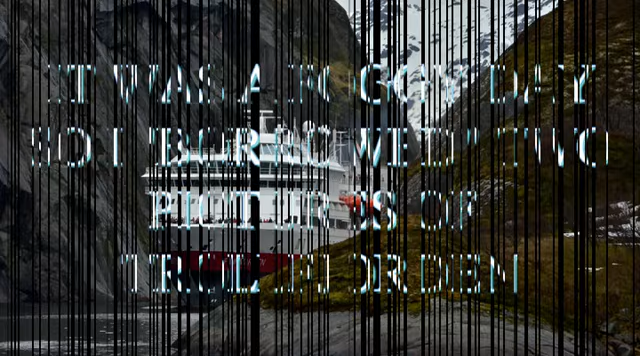 IT WAS A FOGGY DAY
SO I "BORROWED" TWO
PICTURES OF
TROLLFJORDEN